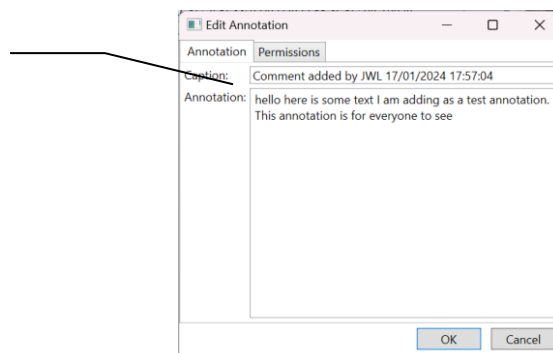 Edit Annotation
Annotation Permissions
Caption: Comment added by JWL 17/01/2024 17:57:04
Annotation: hello here is some text I am adding as a test annotation.
This annotation is for everyone to see
OK Cancel